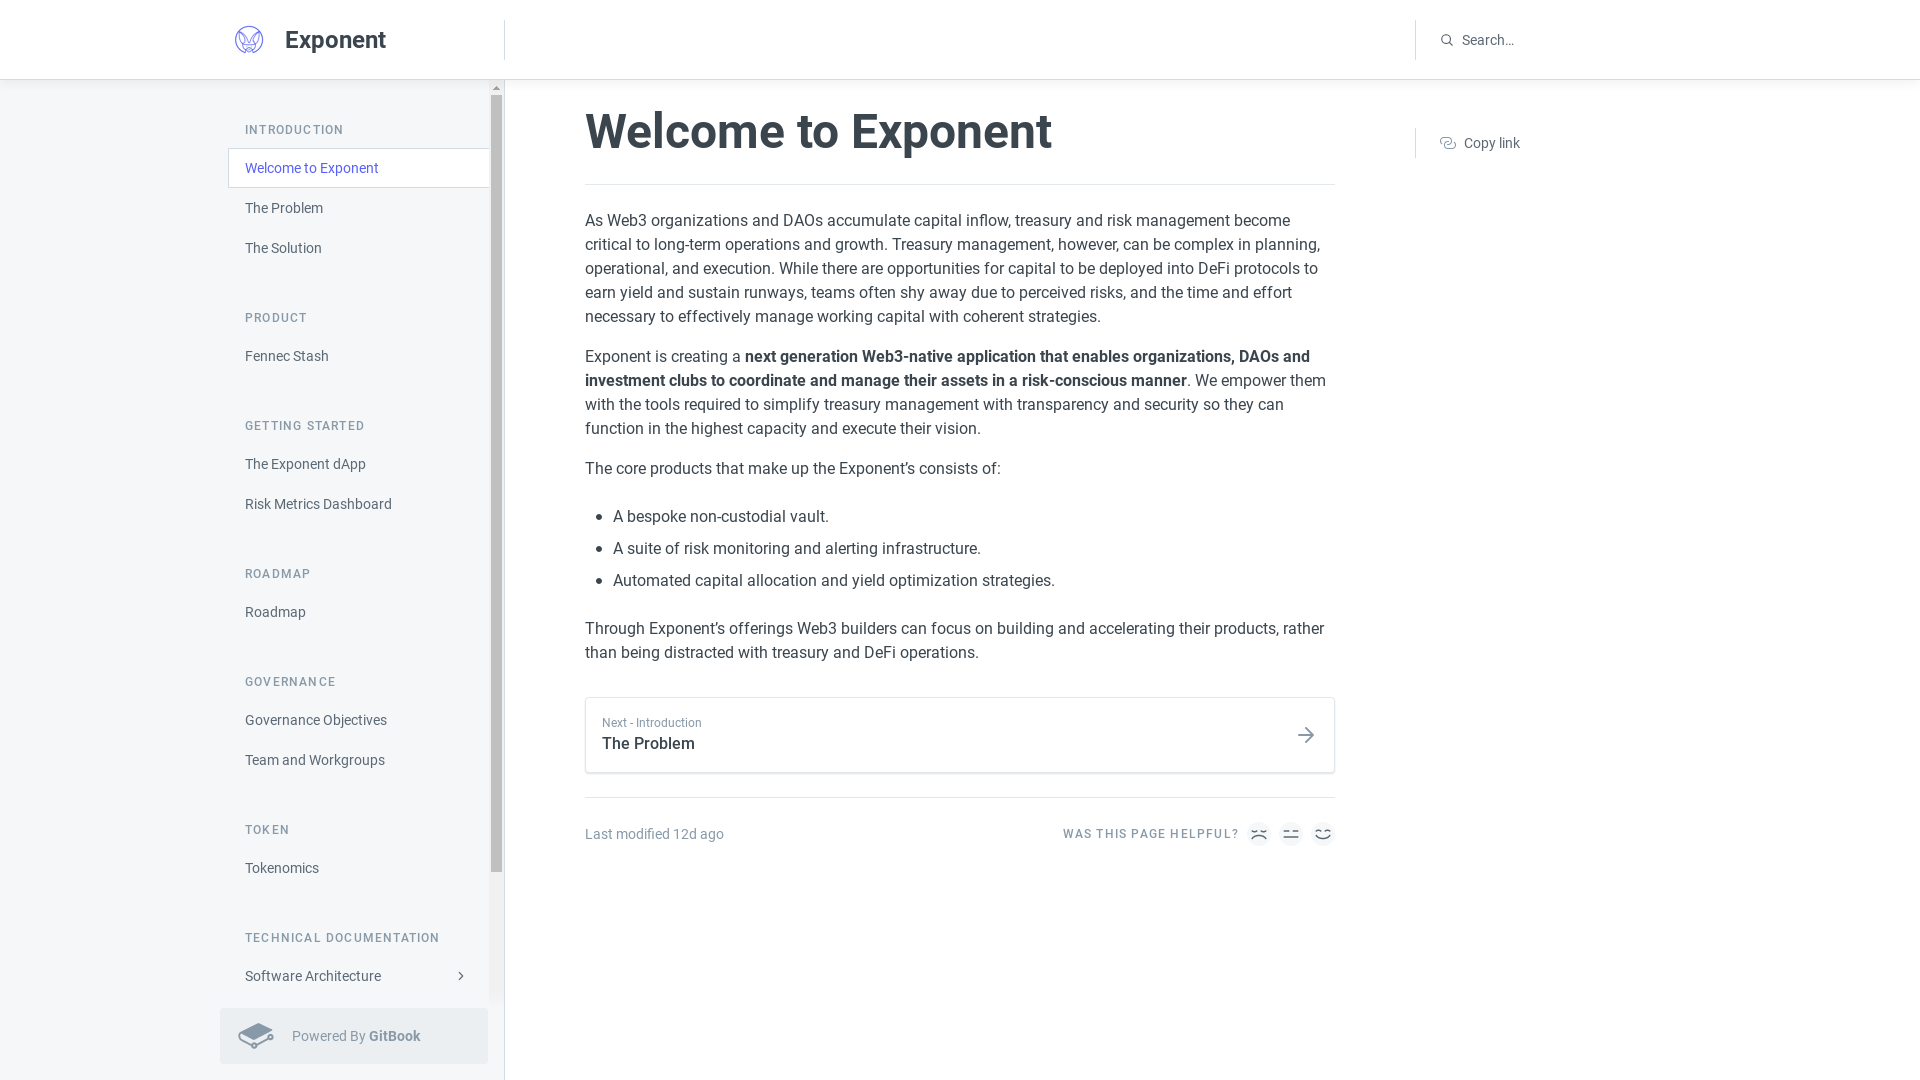 Exponent
Search…
INTRODUCTION
Welcome to Exponent
The Problem
The Solution
PRODUCT
Fennec Stash
GETTING STARTED
The Exponent dApp
Risk Metrics Dashboard
ROADMAP
Roadmap
GOVERNANCE
Governance Objectives
Team and Workgroups
TOKEN
Tokenomics
TECHNICAL DOCUMENTATION
Software Architecture
Powered By GitBook
Welcome to Exponent
Copy link
As Web3 organizations and DAOs accumulate capital inflow, treasury and risk management become
critical to long-term operations and growth. Treasury management, however, can be complex in planning,
operational, and execution. While there are opportunities for capital to be deployed into DeFi protocols to
earn yield and sustain runways, teams often shy away due to perceived risks, and the time and effort
necessary to effectively manage working capital with coherent strategies.
Exponent is creating a next generation Web3-native application that enables organizations, DAOs and
investment clubs to coordinate and manage their assets in a risk-conscious manner. We empower them
with the tools required to simplify treasury management with transparency and security so they can
function in the highest capacity and execute their vision.
The core products that make up the Exponent’s consists of:
• A bespoke non-custodial vault.
• A suite of risk monitoring and alerting infrastructure.
• Automated capital allocation and yield optimization strategies.
Through Exponent’s offerings Web3 builders can focus on building and accelerating their products, rather
than being distracted with treasury and DeFi operations.
Next - Introduction
The Problem
Last modified 12d ago
WAS THIS PAGE HELPFUL?